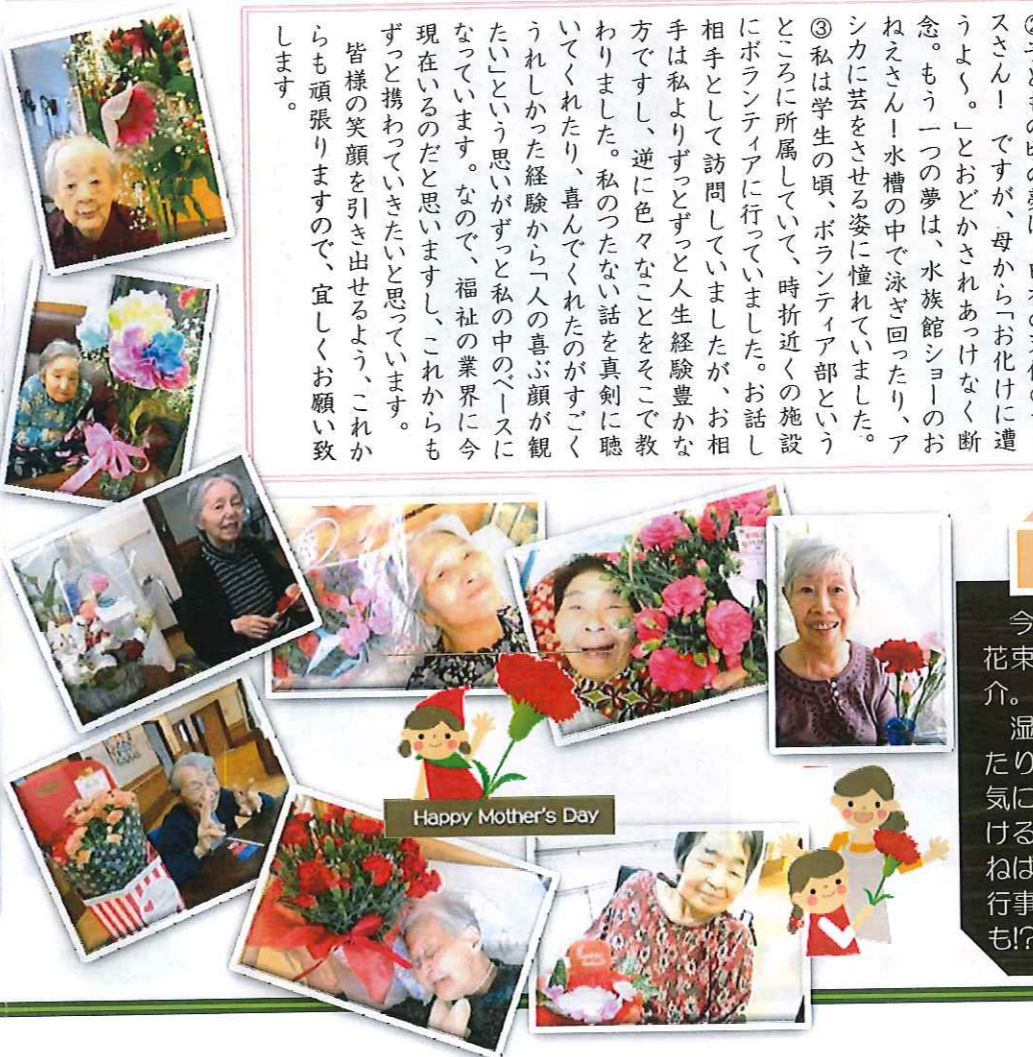 スさん！　ですが、母から「お化けに遭
うよ～。」とおどかされあっけなく断
念。もう一つの夢は、水族館ショーのお
ねえさん！水槽の中で泳ぎ回ったり、ア
シカに芸をさせる姿に憧れていました。
③私は学生の頃、ボランティア部という
ところに所属していて、時折近くの施設
にボランティアに行っていました。お話し
相手として訪問していましたが、お相
手は私よりずっとずっと人生経験豊かな
方ですし、逆に色々なことをそこで教
わりました。私のつたない話を真剣に聴
いてくれたり、喜んでくれたのがすごく
うれしかった経験から「人の喜ぶ顔が観
たい」という思いがずっと私の中のベースに
なっています。なので、福祉の業界に今
現在いるのだと思いますし、これからも
ずっと携わっていきたいと思っています。
皆様の笑顔を引き出せるよう、これか
らも頑張りますので、宜しくお願い致
します。
今
花束
介。
湿
たり
気に
ける
ねは
行事
も!?
Happy Mother's Day